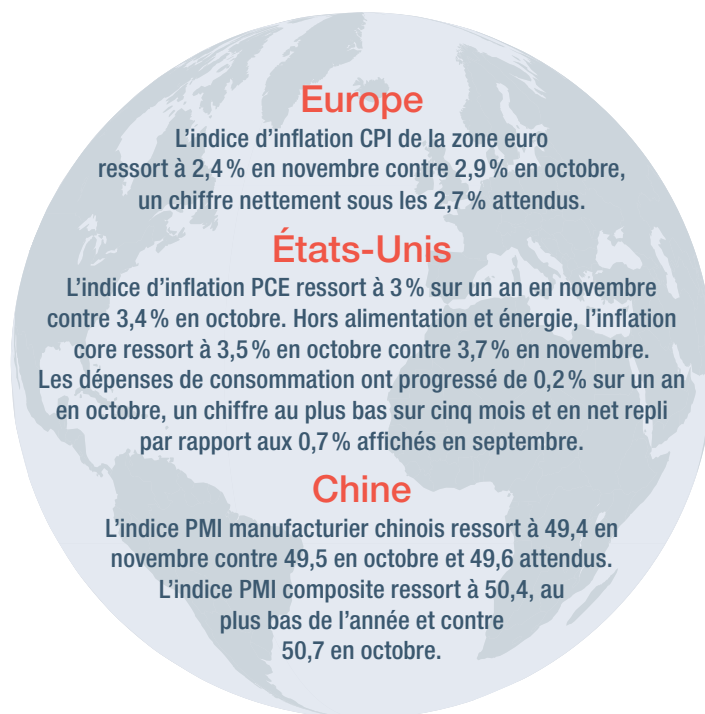 Europe
L'indice d'inflation CPI de la zone euro
ressort à 2,4 % en novembre contre 2,9 % en octobre,
un chiffre nettement sous les 2,7 % attendus.
États-Unis
L'indice d'inflation PCE ressort à 3 % sur un an en novembre
contre 3,4 % en octobre. Hors alimentation et énergie, l'inflation
core ressort à 3,5 % en octobre contre 3,7 % en novembre.
Les dépenses de consommation ont progressé de 0,2 % sur un an
en octobre, un chiffre au plus bas sur cinq mois et en net repli
par rapport aux 0,7 % affichés en septembre.
Chine
L'indice PMI manufacturier chinois ressort à 49,4 en
novembre contre 49,5 en octobre et 49,6 attendus.
L'indice PMI composite ressort à 50,4, au
plus bas de l'année et contre
50,7 en octobre.